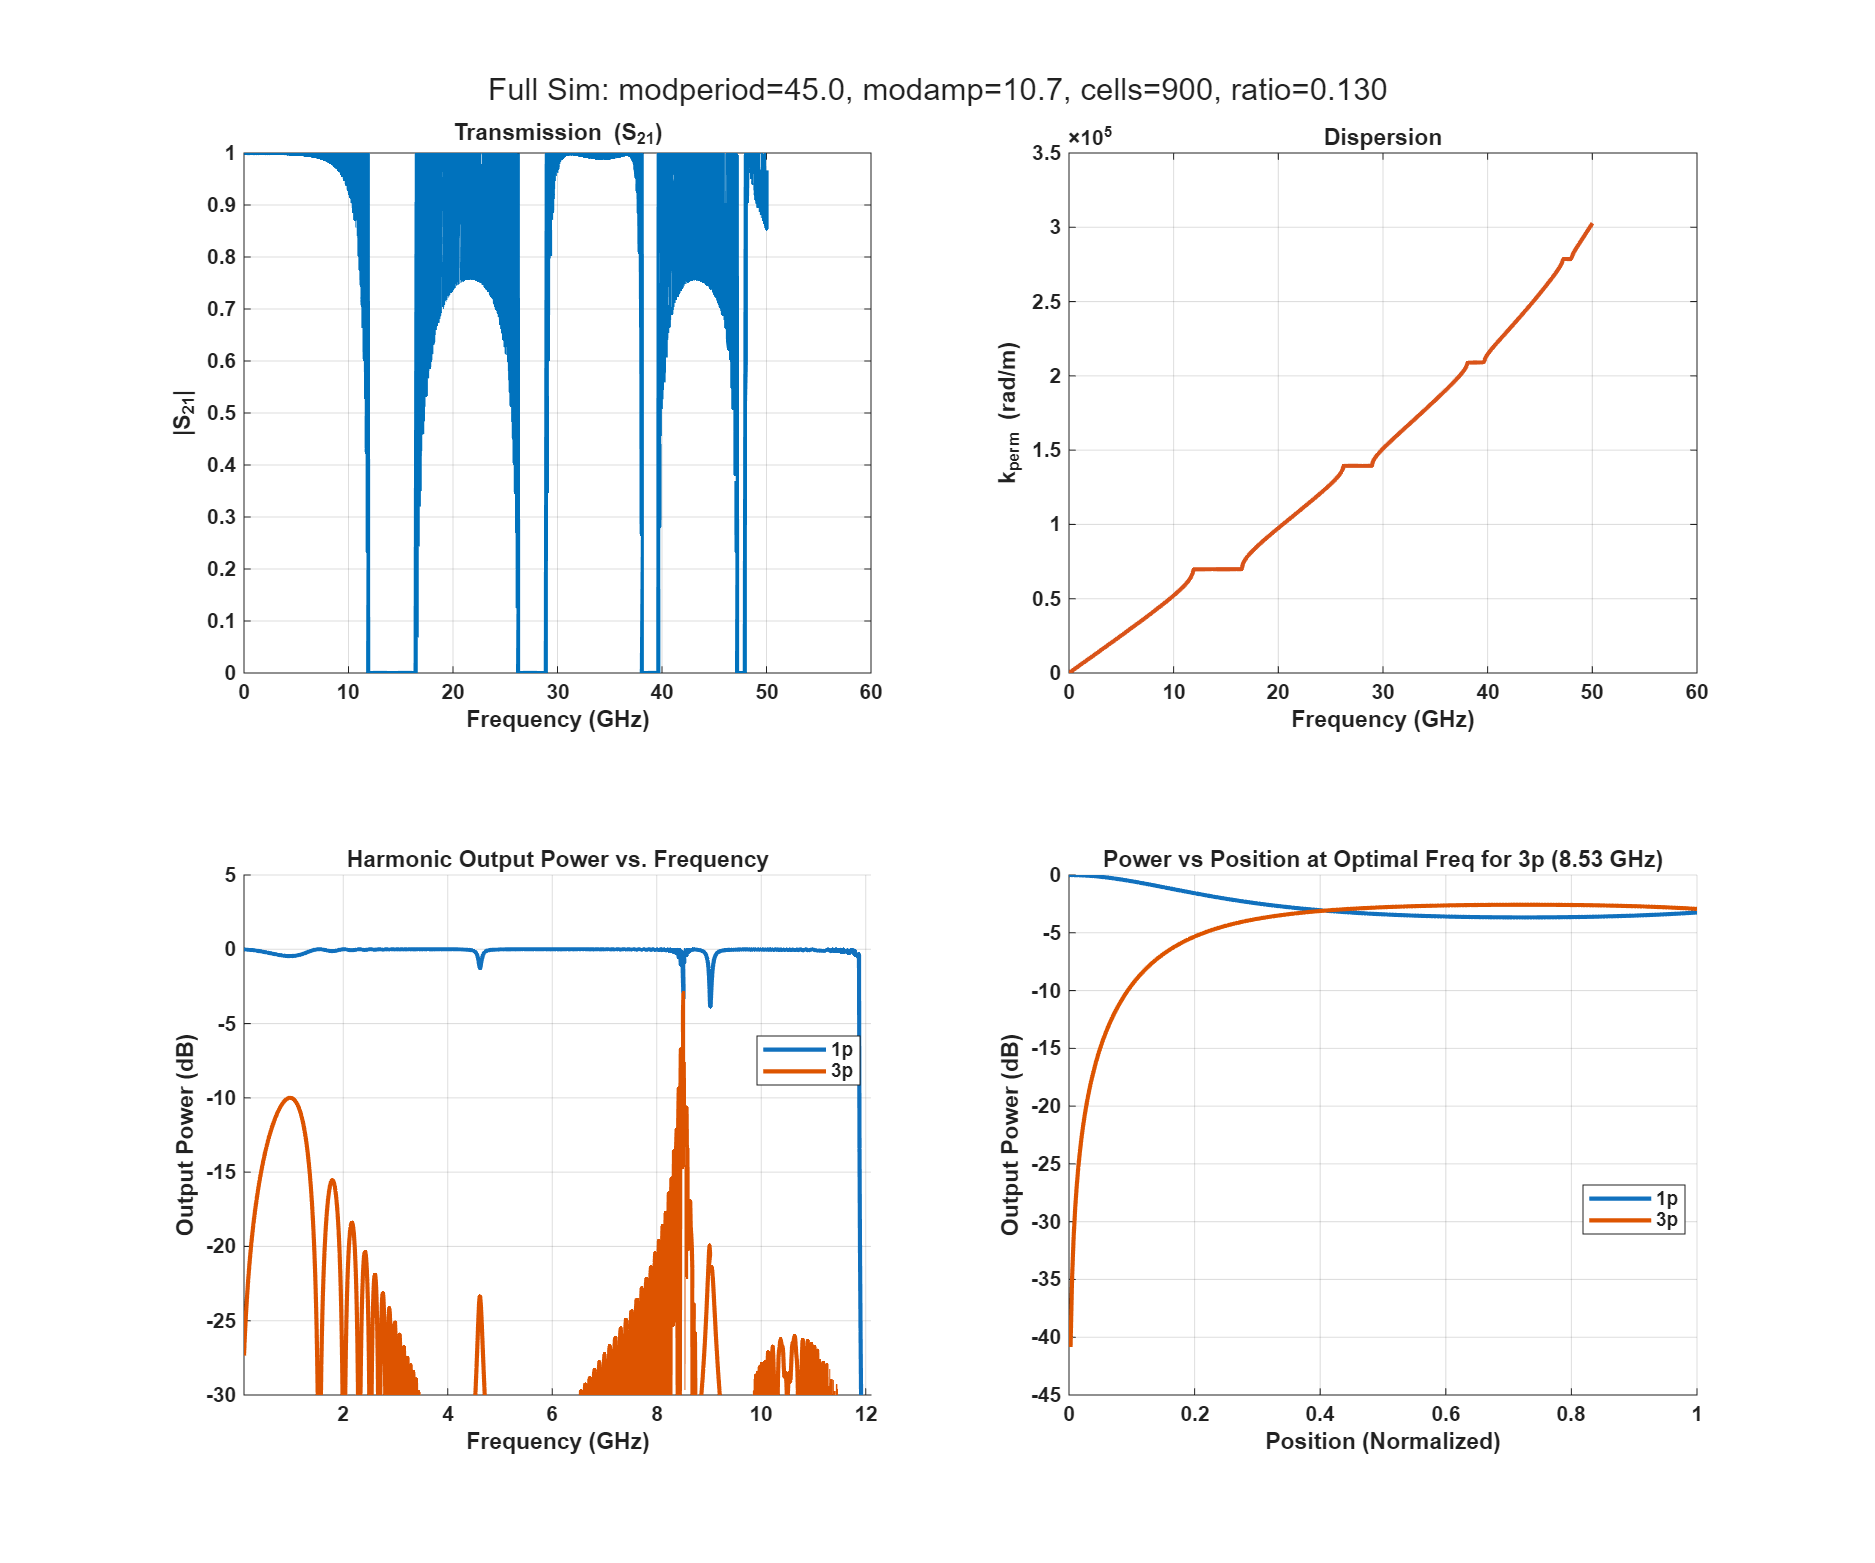 Full Sim: modperiod=45.0, modamp=10.7, cells=900, ratio=0.130
Transmission (S21)
1
0.9
0.8
0.7
0.6
0.5
0.4
0.3
0.2
0.1
0
|S21|
0 10 20 30 40 50 60
Frequency (GHz)
×10^5
Dispersion
3.5
3
2.5
2
1.5
1
0.5
0
kperm (rad/m)
0 10 20 30 40 50 60
Frequency (GHz)
Harmonic Output Power vs. Frequency
5
0
-5
-10
-15
-20
-25
-30
Output Power (dB)
1p
3p
2 4 6 8 10 12
Frequency (GHz)
Power vs Position at Optimal Freq for 3p (8.53 GHz)
0
-5
-10
-15
-20
-25
-30
-35
-40
-45
Output Power (dB)
1p
3p
0 0.2 0.4 0.6 0.8 1
Position (Normalized)